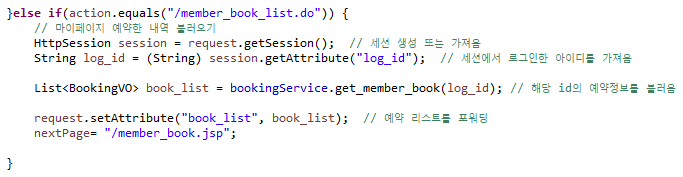 }else if(action.equals("/member_book_list.do")) {
// 마이페이지 예약한 내역 불러오기
HttpSession session = request.getSession();  // 세션 생성 또는 가져옴
String log_id = (String) session.getAttribute("log_id");  // 세션에서 로그인한 아이디를 가져옴
List<BookingVO> book_list = bookingService.get_member_book(log_id); // 해당 id의 예약정보를 불러옴
request.setAttribute("book_list", book_list);  // 예약 리스트를 포워딩
nextPage= "/member_book.jsp";
}